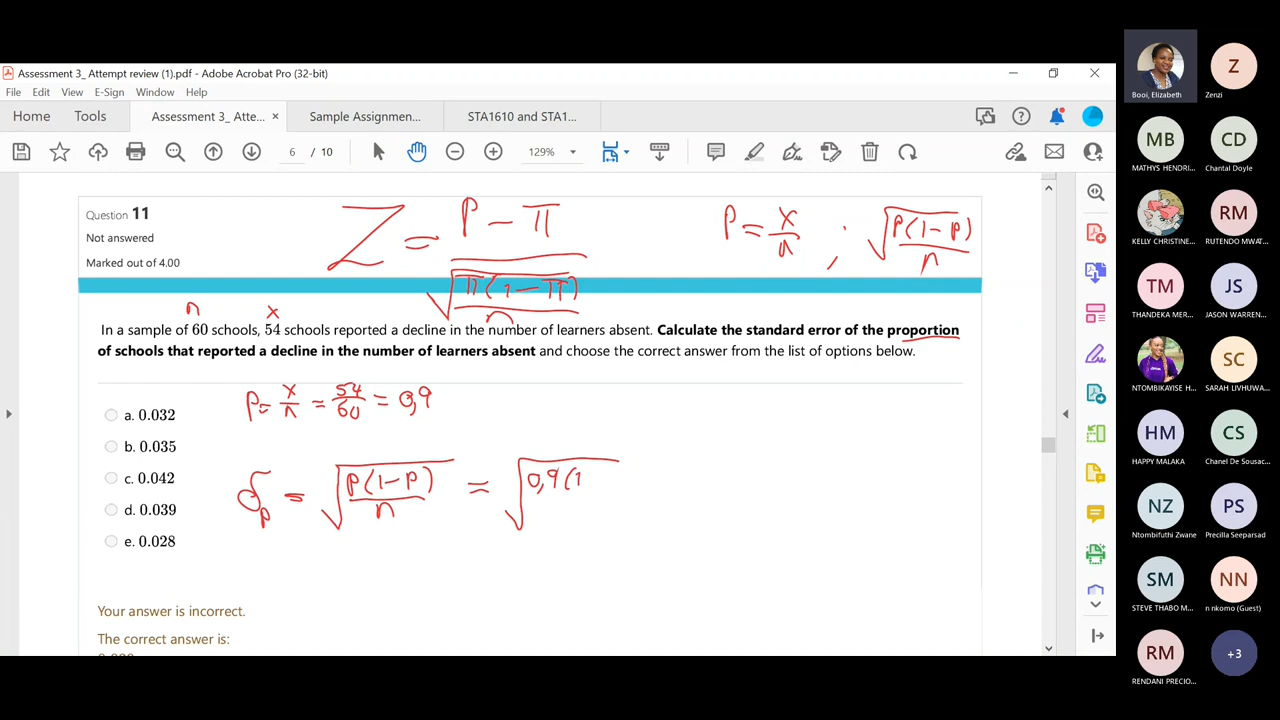 Assessment 3_ Attempt review (1).pdf - Adobe Acrobat Pro (32-bit)
File Edit View E-Sign Window Help
Home Tools Assessment 3_ Atte... × Sample Assignmen... STA1610 and STA1...
6 / 10 129%
Question 11
Not answered
Marked out of 4.00
Z = P - π / √π(1-π)/n
P = x/n ; √P(1-P)/n
n x
In a sample of 60 schools, 54 schools reported a decline in the number of learners absent. Calculate the standard error of the proportion
of schools that reported a decline in the number of learners absent and choose the correct answer from the list of options below.
P = x/n = 54/60 = 0,9
a. 0.032
b. 0.035
c. 0.042
d. 0.039
e. 0.028
σp = √P(1-P)/n = √0,9(1
Your answer is incorrect.
The correct answer is:
Booi, Elizabeth
Z
Zenzi
MB
MATHYS HENDRI...
CD
Chantal Doyle
KELLY CHRISTINE...
RM
RUTENDO MWAT...
TM
THANDEKA MER...
JS
JASON WARREN...
NTOMBIKAYISE H...
SC
SARAH LIVHUWA...
HM
HAPPY MALAKA
CS
Chanel De Sousac...
NZ
Ntombifuthi Zwane
PS
Precilla Seeparsad
SM
STEVE THABO M...
NN
n nkomo (Guest)
RM
RENDANI PRECIO...
+3